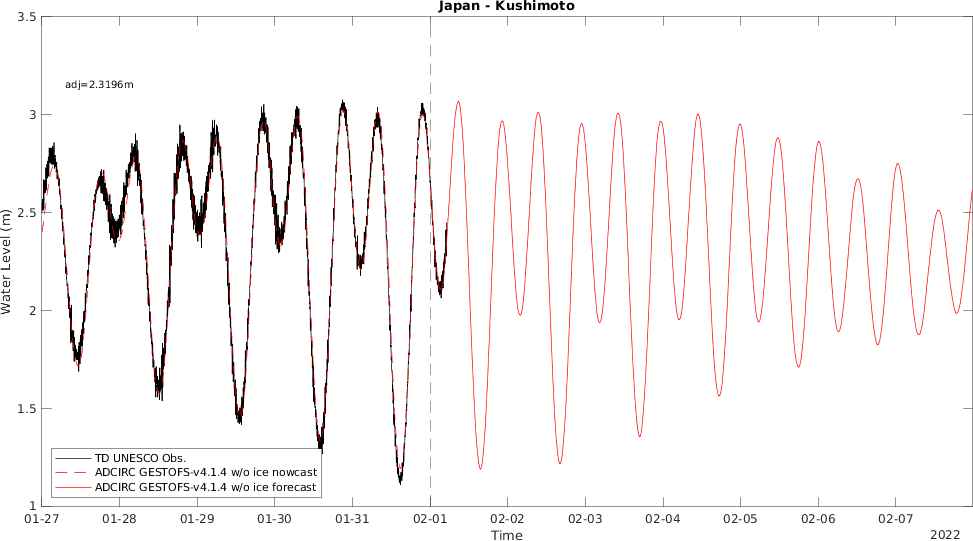 Japan - Kushimoto
3.5
adj=2.3196m
3
2.5
Water Level (m)
2
1.5
1
TD UNESCO Obs.
ADCIRC GESTOFS-v4.1.4 w/o ice nowcast
ADCIRC GESTOFS-v4.1.4 w/o ice forecast
01-27 01-28 01-29 01-30 01-31 02-01 02-02 02-03 02-04 02-05 02-06 02-07
Time
2022